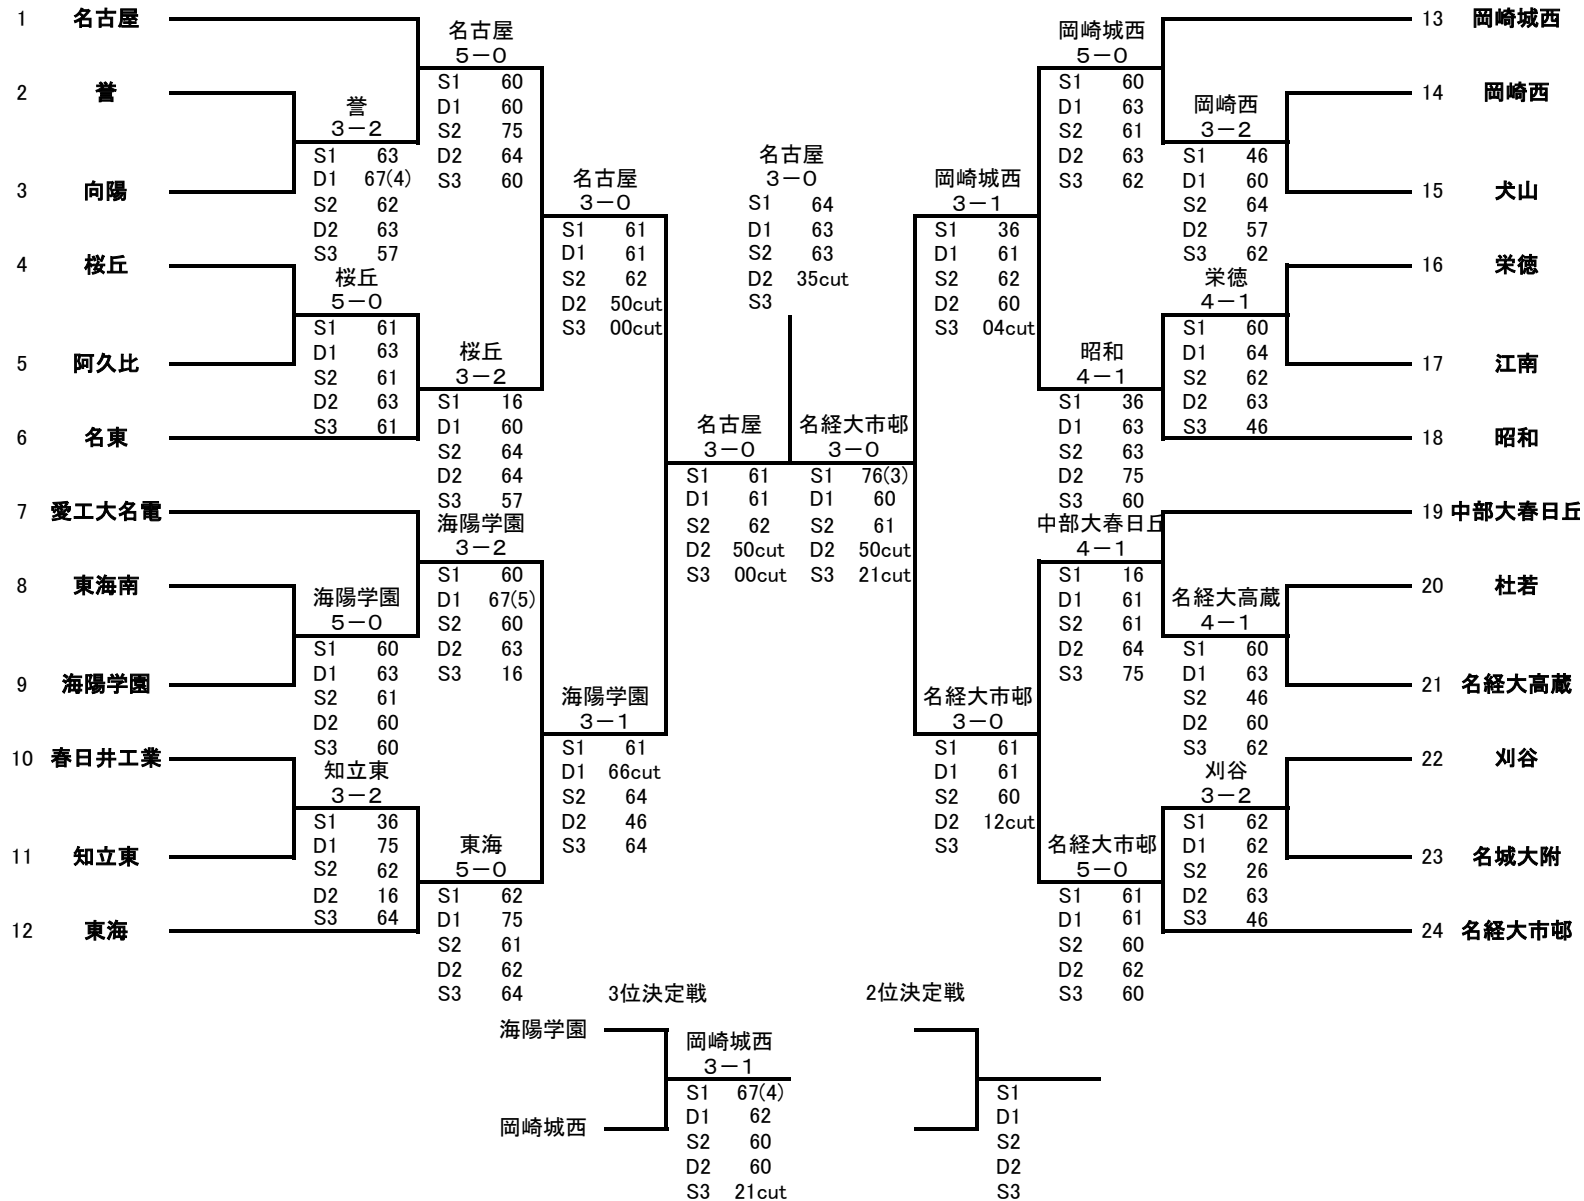 1 名古屋
2 誉
3 向陽
4 桜丘
5 阿久比
6 名東
7 愛工大名電
8 東海南
9 海陽学園
10 春日井工業
11 知立東
12 東海
誉
3-2
S1 63
D1 67(4)
S2 62
D2 63
S3 57
桜丘
5-0
S1 61
D1 63
S2 61
D2 63
S3 61
海陽学園
5-0
S1 60
D1 63
S2 61
D2 60
S3 60
知立東
3-2
S1 36
D1 75
S2 62
D2 16
S3 64
名古屋
5-0
S1 60
D1 60
S2 75
D2 64
S3 60
桜丘
3-2
S1 16
D1 60
S2 64
D2 64
S3 57
海陽学園
3-2
S1 60
D1 67(5)
S2 60
D2 63
S3 16
東海
5-0
S1 62
D1 75
S2 61
D2 62
S3 64
名古屋
3-0
S1 61
D1 61
S2 62
D2 50cut
S3 00cut
海陽学園
3-1
S1 61
D1 66cut
S2 64
D2 46
S3 64
名古屋
3-0
S1 61
D1 61
S2 62
D2 50cut
S3 00cut
名古屋
3-0
S1 64
D1 63
S2 63
D2 35cut
S3
名経大市邨
3-0
S1 76(3)
D1 60
S2 61
D2 50cut
S3 21cut
岡崎城西
3-1
S1 36
D1 61
S2 62
D2 60
S3 04cut
名経大市邨
3-0
S1 61
D1 61
S2 60
D2 12cut
S3
岡崎城西
5-0
S1 60
D1 63
S2 61
D2 63
S3 62
昭和
4-1
S1 36
D1 63
S2 63
D2 75
S3 60
中部大春日丘
4-1
S1 16
D1 61
S2 61
D2 64
S3 75
名経大市邨
5-0
S1 61
D1 61
S2 60
D2 62
S3 60
岡崎西
3-2
S1 46
D1 60
S2 64
D2 57
S3 62
栄徳
4-1
S1 60
D1 64
S2 62
D2 63
S3 46
名経大高蔵
4-1
S1 60
D1 63
S2 46
D2 60
S3 62
刈谷
3-2
S1 62
D1 62
S2 26
D2 63
S3 46
13 岡崎城西
14 岡崎西
15 犬山
16 栄徳
17 江南
18 昭和
19 中部大春日丘
20 杜若
21 名経大高蔵
22 刈谷
23 名城大附
24 名経大市邨
3位決定戦
海陽学園
岡崎城西
岡崎城西
3-1
S1 67(4)
D1 62
S2 60
D2 60
S3 21cut
2位決定戦
S1
D1
S2
D2
S3